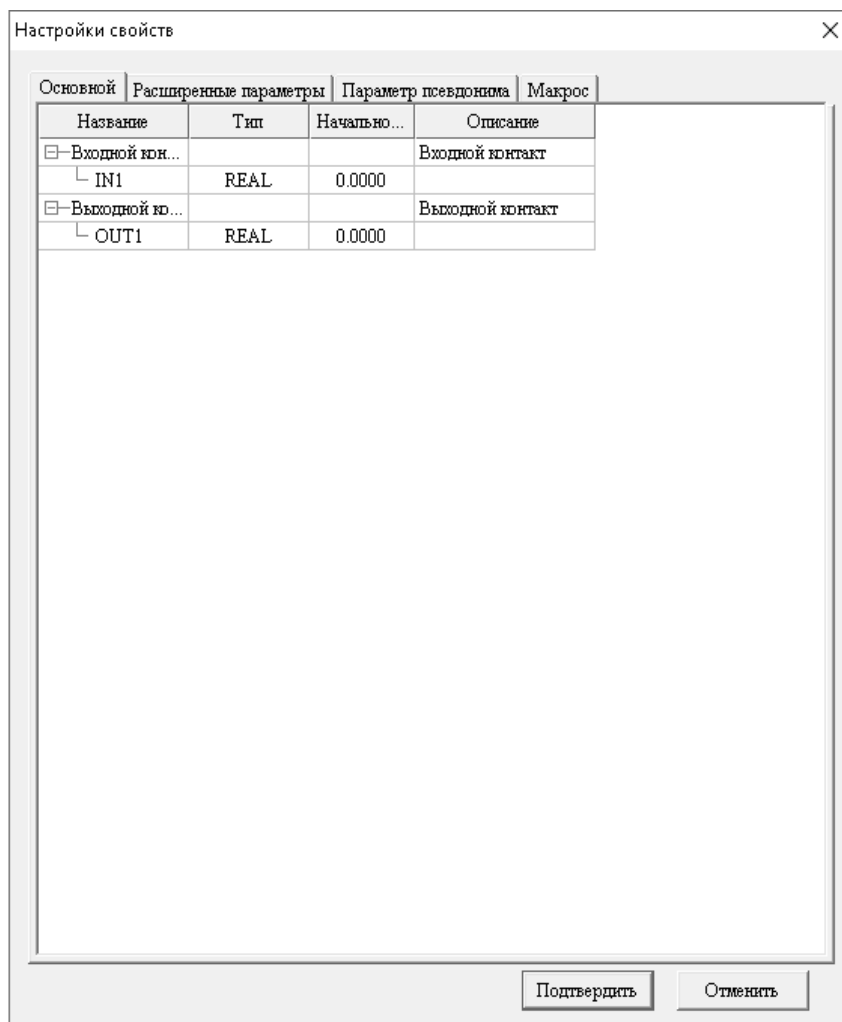 Настройки свойств
Основной Расширенные параметры Параметр псевдонима Макрос
Название Тип Начально... Описание
Входной кон... Входной контакт
IN1 REAL 0.0000
Выходной ко... Выходной контакт
OUT1 REAL 0.0000
Подтвердить Отменить